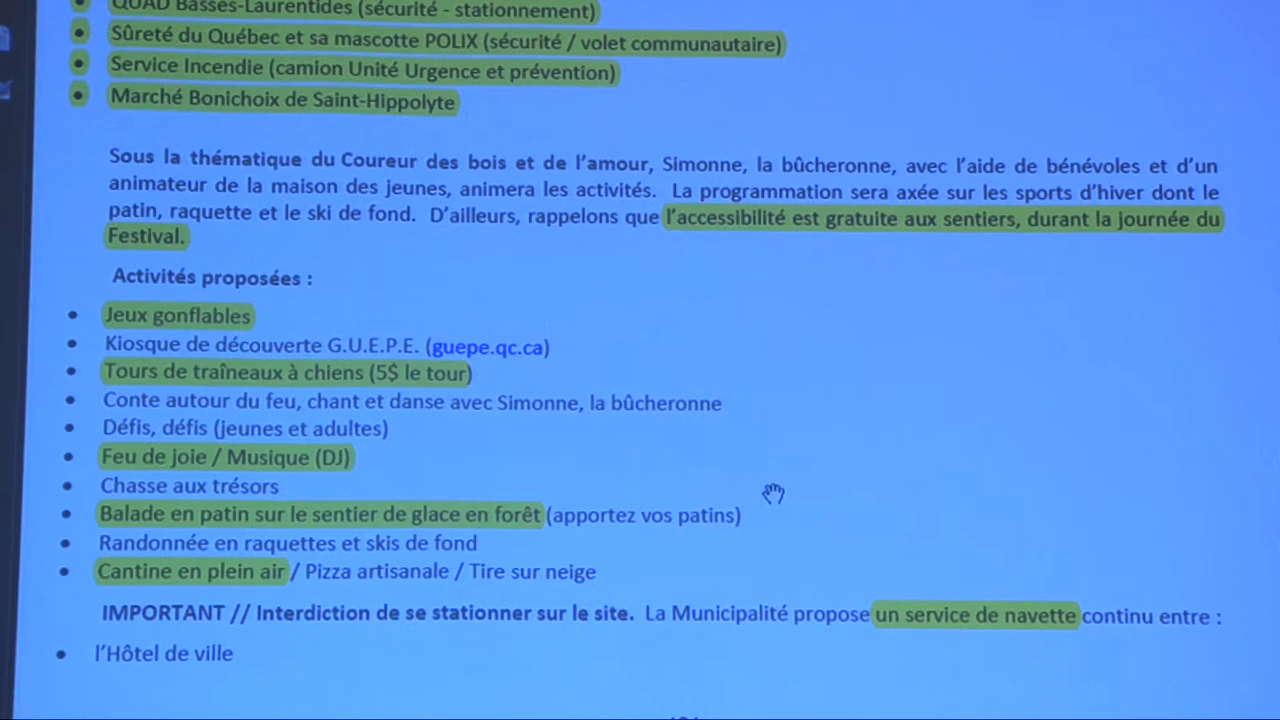 QUAD Basses-Laurentides (sécurité - stationnement)
Sûreté du Québec et sa mascotte POLIX (sécurité / volet communautaire)
Service Incendie (camion Unité Urgence et prévention)
Marché Bonichoix de Saint-Hippolyte
Sous la thématique du Coureur des bois et de l'amour, Simonne, la bûcheronne, avec l'aide de bénévoles et d'un
animateur de la maison des jeunes, animera les activités. La programmation sera axée sur les sports d'hiver dont le
patin, raquette et le ski de fond. D'ailleurs, rappelons que l'accessibilité est gratuite aux sentiers, durant la journée du
Festival.
Activités proposées :
Jeux gonflables
Kiosque de découverte G.U.E.P.E. (guepe.qc.ca)
Tours de traîneaux à chiens (5$ le tour)
Conte autour du feu, chant et danse avec Simonne, la bûcheronne
Défis, défis (jeunes et adultes)
Feu de joie / Musique (DJ)
Chasse aux trésors
Balade en patin sur le sentier de glace en forêt (apportez vos patins)
Randonnée en raquettes et skis de fond
Cantine en plein air / Pizza artisanale / Tire sur neige
IMPORTANT // Interdiction de se stationner sur le site. La Municipalité propose un service de navette continu entre :
l'Hôtel de ville